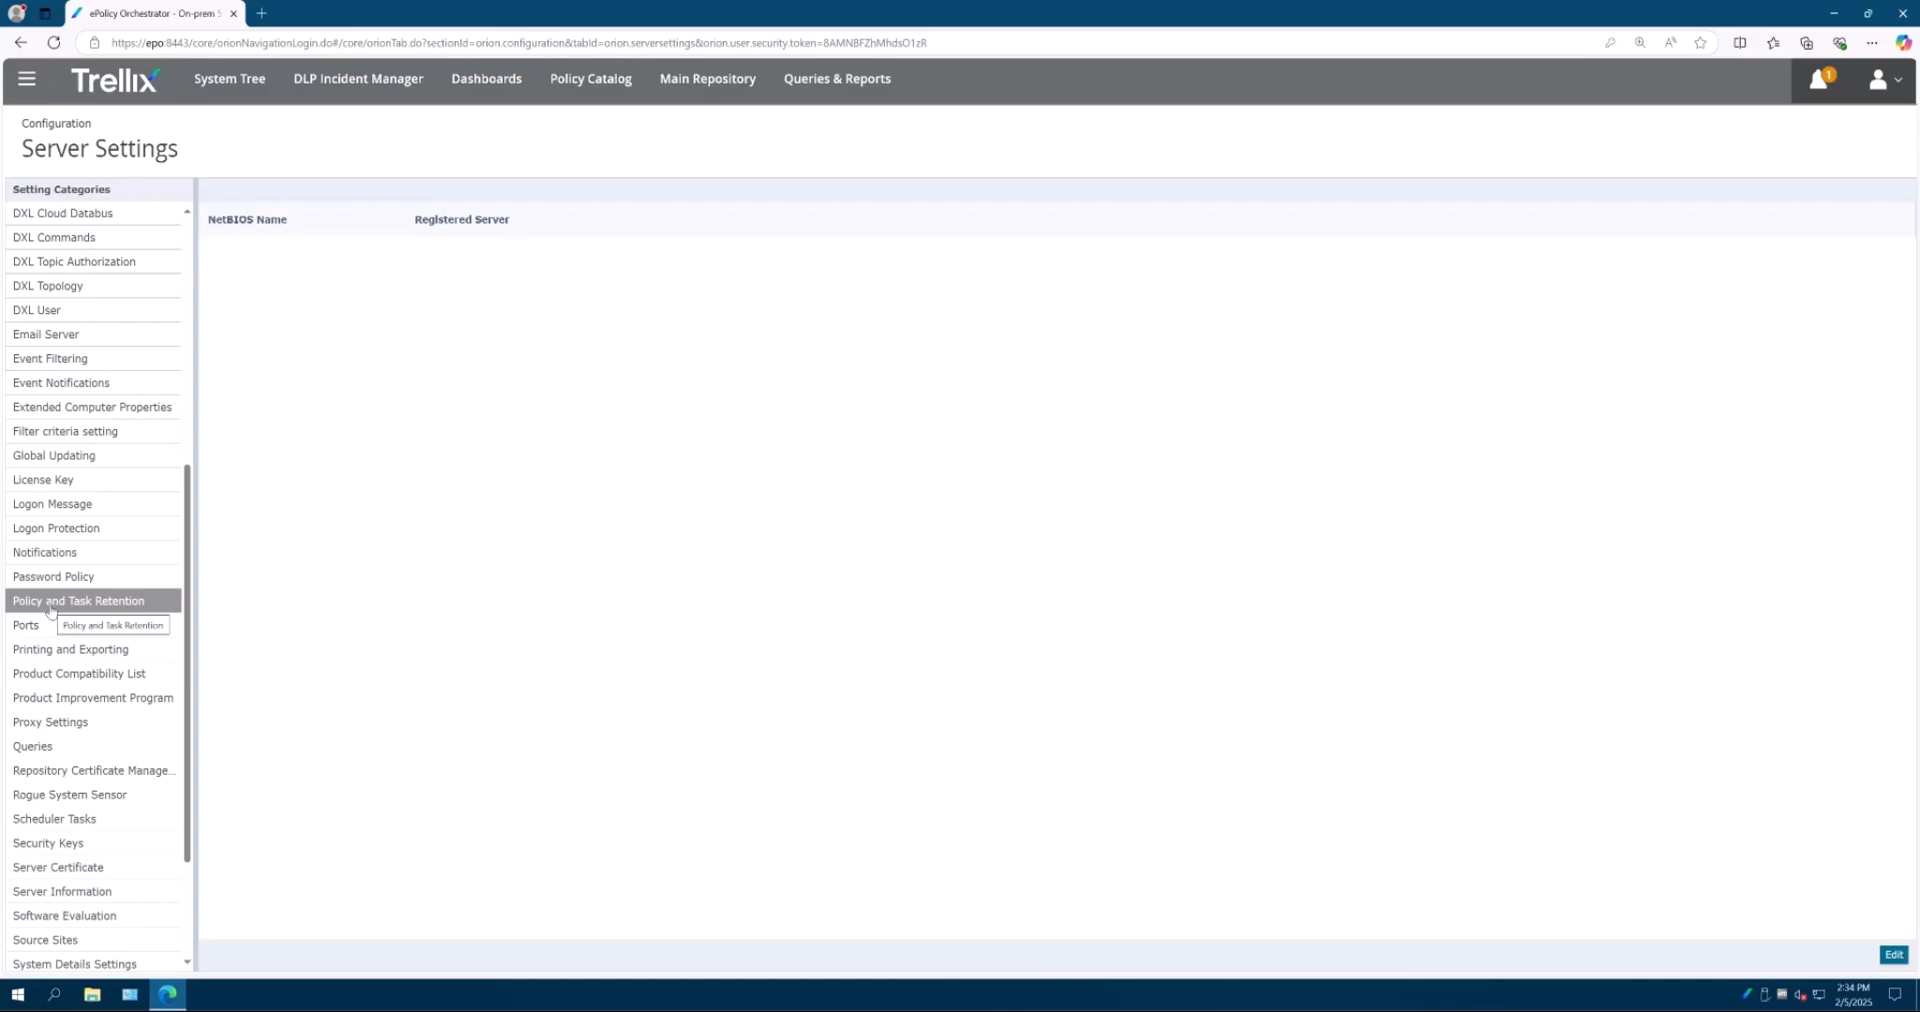 ePolicy Orchestrator - On-prem 5
https://epo:8443/core/orionNavigationLogin.do#/core/orionTab.do?sectionId=orion.configuration&tabId=orion.serversettings&orion.user.security.token=8AMNBFZhMhdsO1zR
Trellix
System Tree
DLP Incident Manager
Dashboards
Policy Catalog
Main Repository
Queries & Reports
1
Configuration
Server Settings
Setting Categories
DXL Cloud Databus
NetBIOS Name
Registered Server
DXL Commands
DXL Topic Authorization
DXL Topology
DXL User
Email Server
Event Filtering
Event Notifications
Extended Computer Properties
Filter criteria setting
Global Updating
License Key
Logon Message
Logon Protection
Notifications
Password Policy
Policy and Task Retention
Ports
Policy and Task Retention
Printing and Exporting
Product Compatibility List
Product Improvement Program
Proxy Settings
Queries
Repository Certificate Manage...
Rogue System Sensor
Scheduler Tasks
Security Keys
Server Certificate
Server Information
Software Evaluation
Source Sites
System Details Settings
Edit
2:34 PM
2/5/2025